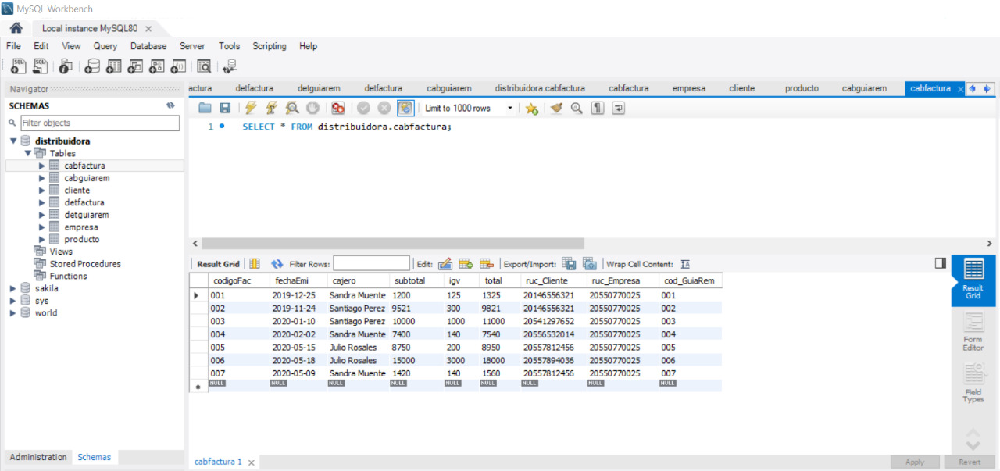 MySQL Workbench
Local instance MySQL80
File Edit View Query Database Server Tools Scripting Help
Navigator
SCHEMAS
Filter objects
distribuidora
Tables
cabfactura
cabguiarem
cliente
detfactura
detguiarem
empresa
producto
Views
Stored Procedures
Functions
sakila
sys
world
Administration Schemas
actura detfactura detguiarem detfactura cabguiarem distribuidora.cabfactura cabfactura empresa cliente producto cabguiarem cabfactura
Limit to 1000 rows
1 SELECT * FROM distribuidora.cabfactura;
Result Grid Filter Rows: Edit: Export/Import: Wrap Cell Content:
codigoFac fechaEmi cajero subtotal igv total ruc_Cliente ruc_Empresa cod_GuiaRem
001 2019-12-25 Sandra Muente 1200 125 1325 20146556321 20550770025 001
002 2019-11-24 Santiago Perez 9521 300 9821 20146556321 20550770025 002
003 2020-01-10 Santiago Perez 10000 1000 11000 20541297652 20550770025 003
004 2020-02-02 Sandra Muente 7400 140 7540 20556532014 20550770025 004
005 2020-05-15 Julio Rosales 8750 200 8950 20557812456 20550770025 005
006 2020-05-18 Julio Rosales 15000 3000 18000 20557894036 20550770025 006
007 2020-05-09 Sandra Muente 1420 140 1560 20557812456 20550770025 007
NULL NULL NULL NULL NULL NULL NULL NULL NULL
Result
Grid
Form
Editor
Field
Types
cabfactura 1
Apply Revert